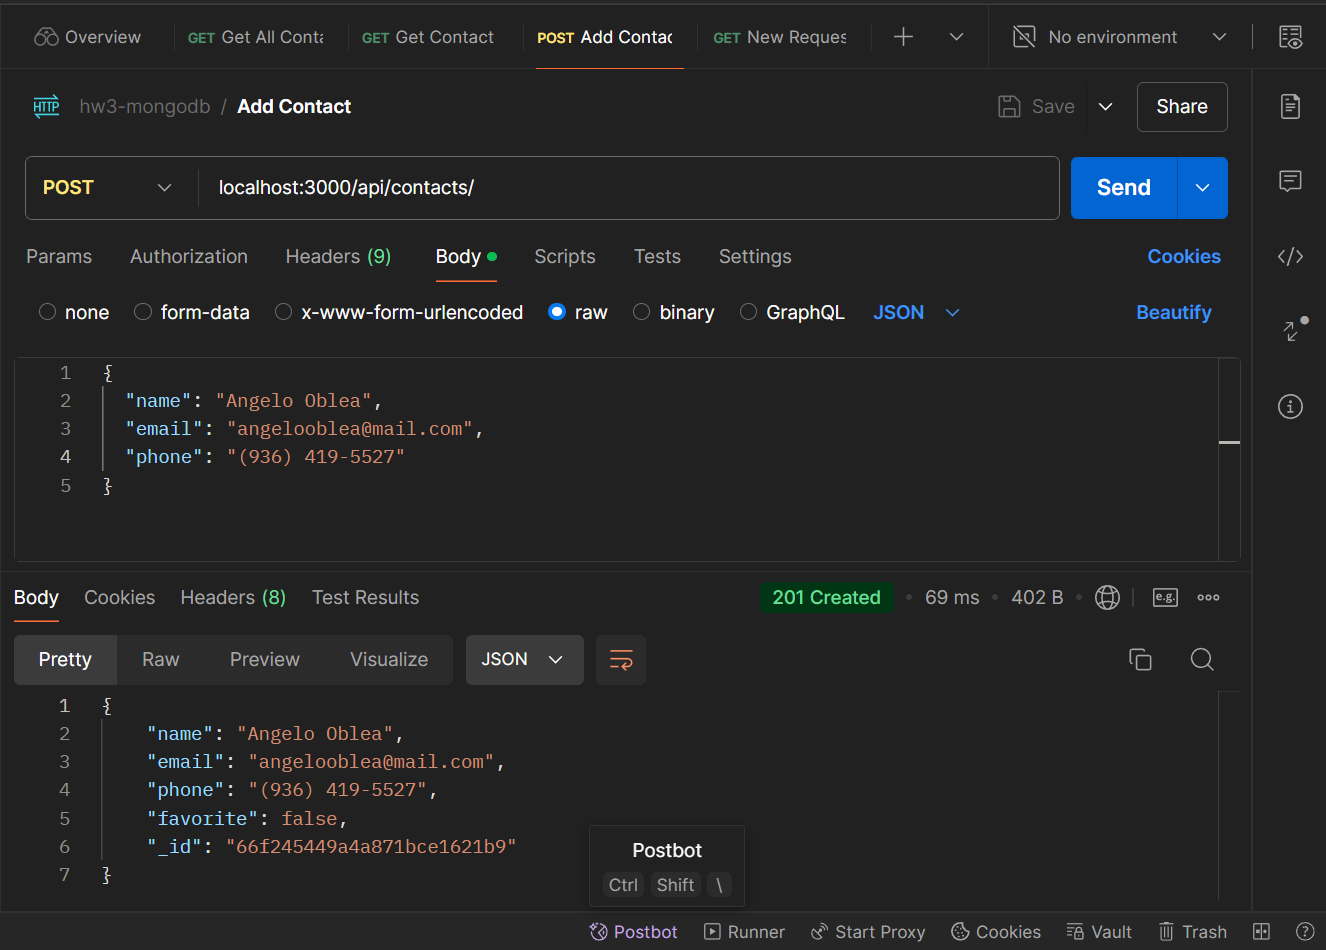 Overview GET Get All Conta GET Get Contact POST Add Contac GET New Reques No environment
HTTP hw3-mongodb / Add Contact Save Share
POST localhost:3000/api/contacts/ Send
Params Authorization Headers (9) Body Scripts Tests Settings Cookies
none form-data x-www-form-urlencoded raw binary GraphQL JSON Beautify
1 {
2 "name": "Angelo Oblea",
3 "email": "angelooblea@mail.com",
4 "phone": "(936) 419-5527"
5 }
Body Cookies Headers (8) Test Results 201 Created • 69 ms • 402 B • e.g.
Pretty Raw Preview Visualize JSON
1 {
2 "name": "Angelo Oblea",
3 "email": "angelooblea@mail.com",
4 "phone": "(936) 419-5527",
5 "favorite": false,
6 "_id": "66f245449a4a871bce1621b9"
7 }
Postbot
Ctrl Shift \
Postbot Runner Start Proxy Cookies Vault Trash